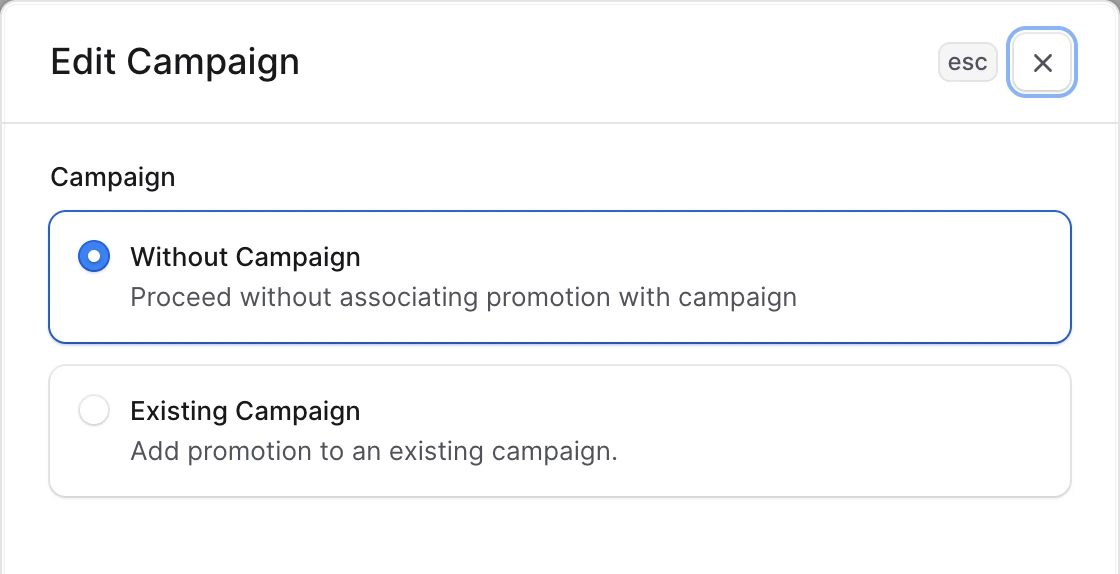 Edit Campaign
esc
Campaign
Without Campaign
Proceed without associating promotion with campaign
Existing Campaign
Add promotion to an existing campaign.